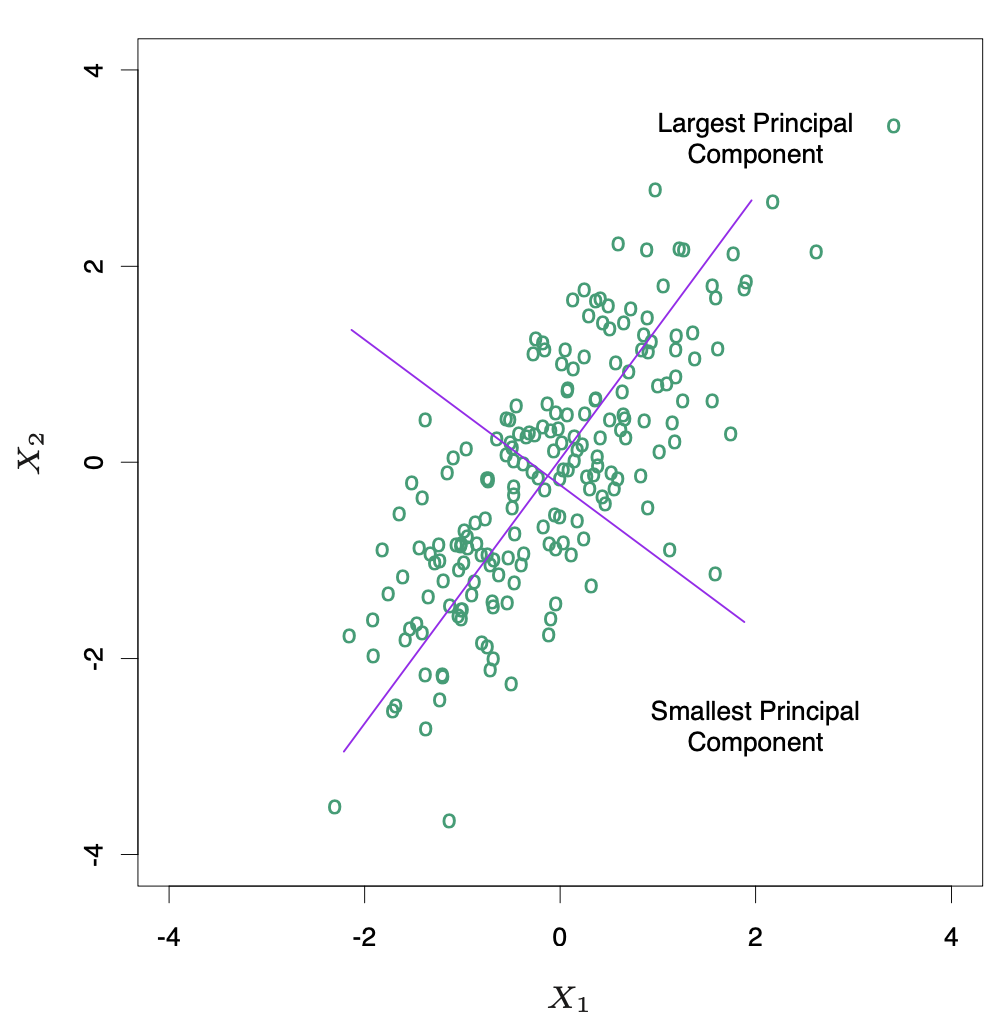 4
Largest Principal
Component
2
0
X₂
-2
Smallest Principal
Component
-4
-4 -2 0 2 4
X₁